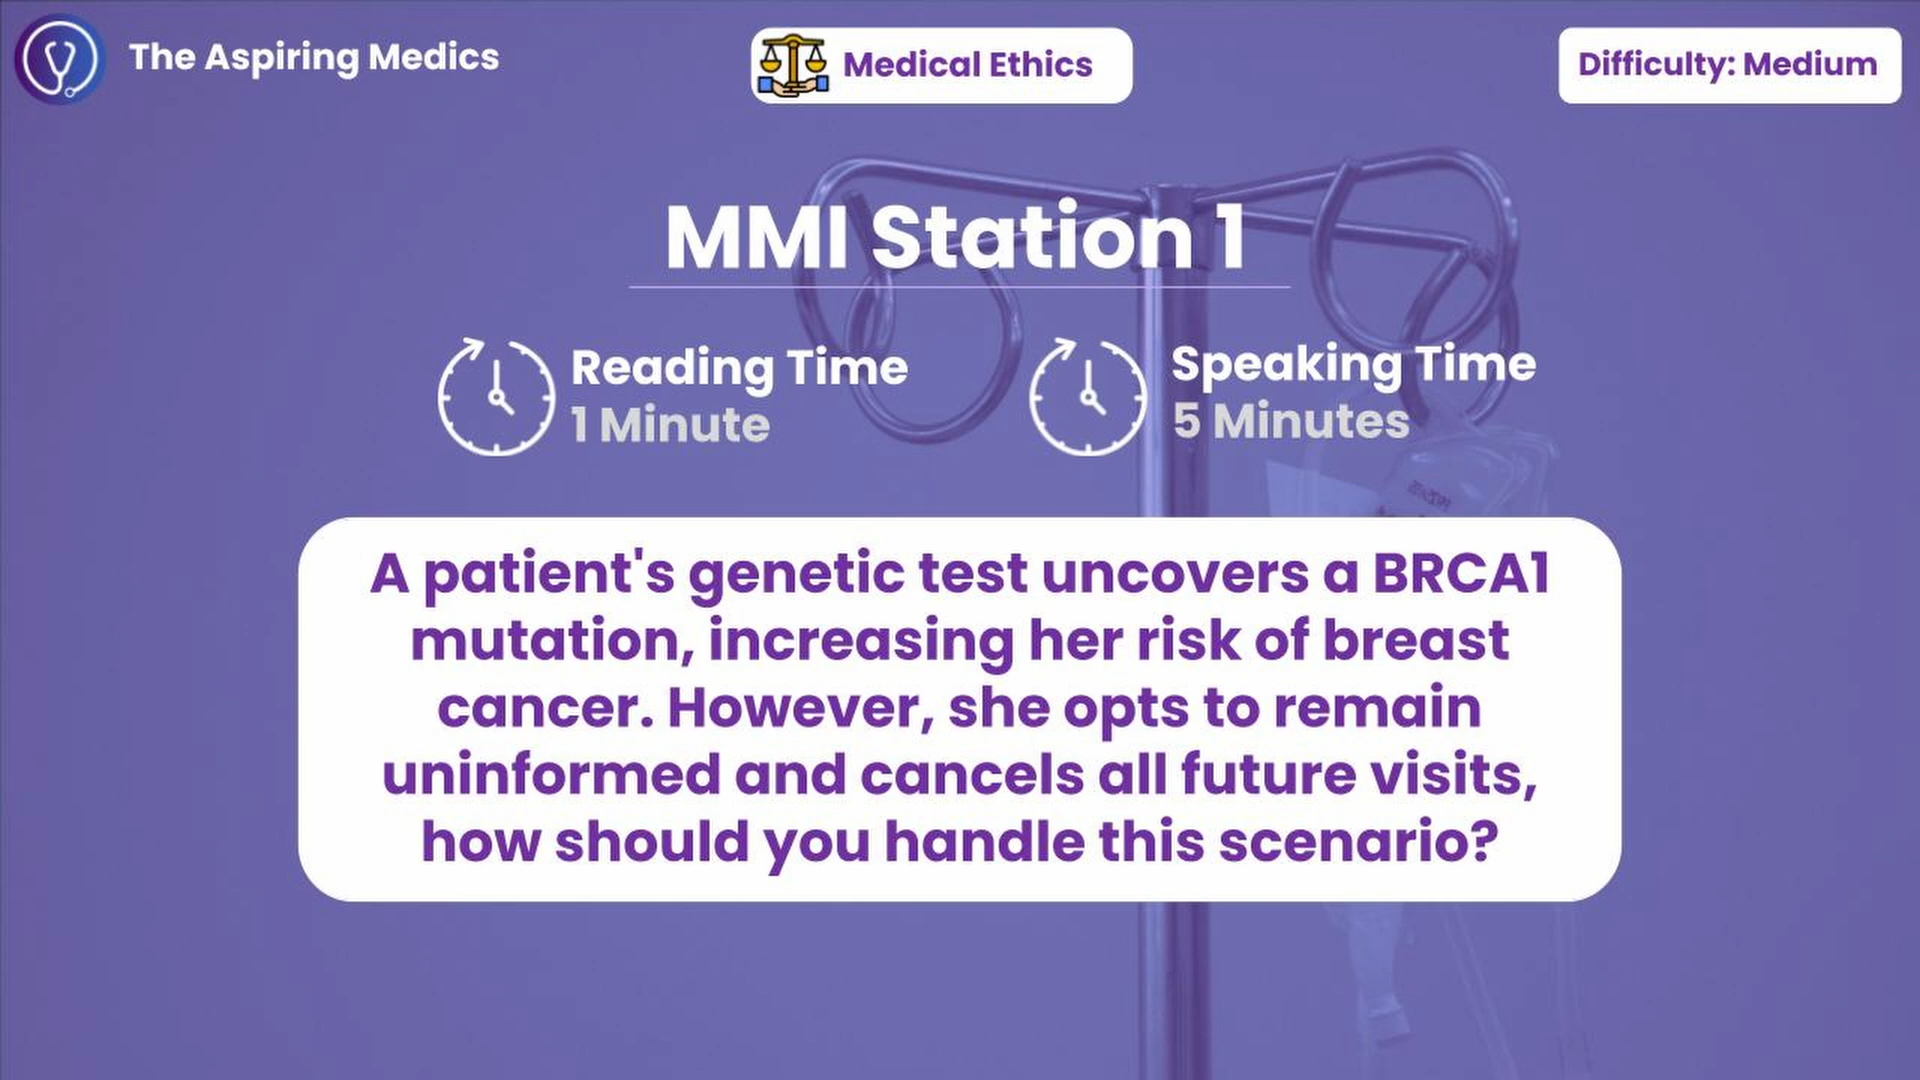 The Aspiring Medics
Medical Ethics
Difficulty: Medium
MMI Station 1
Reading Time
1 Minute
Speaking Time
5 Minutes
A patient's genetic test uncovers a BRCA1
mutation, increasing her risk of breast
cancer. However, she opts to remain
uninformed and cancels all future visits,
how should you handle this scenario?